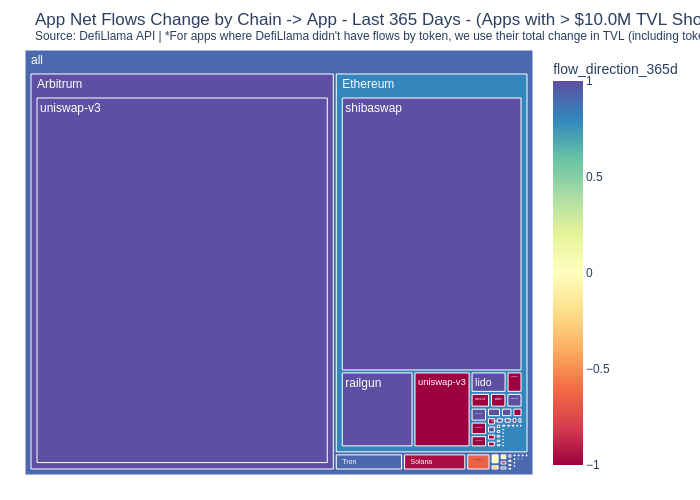 App Net Flows Change by Chain -> App - Last 365 Days - (Apps with > $10.0M TVL Sho
Source: DefiLlama API | *For apps where DefiLlama didn't have flows by token, we use their total change in TVL (including toke
all
flow_direction_365d
Arbitrum
Ethereum
uniswap-v3
shibaswap
1
0.5
0
−0.5
−1
railgun
uniswap-v3
lido
Tron
Solana